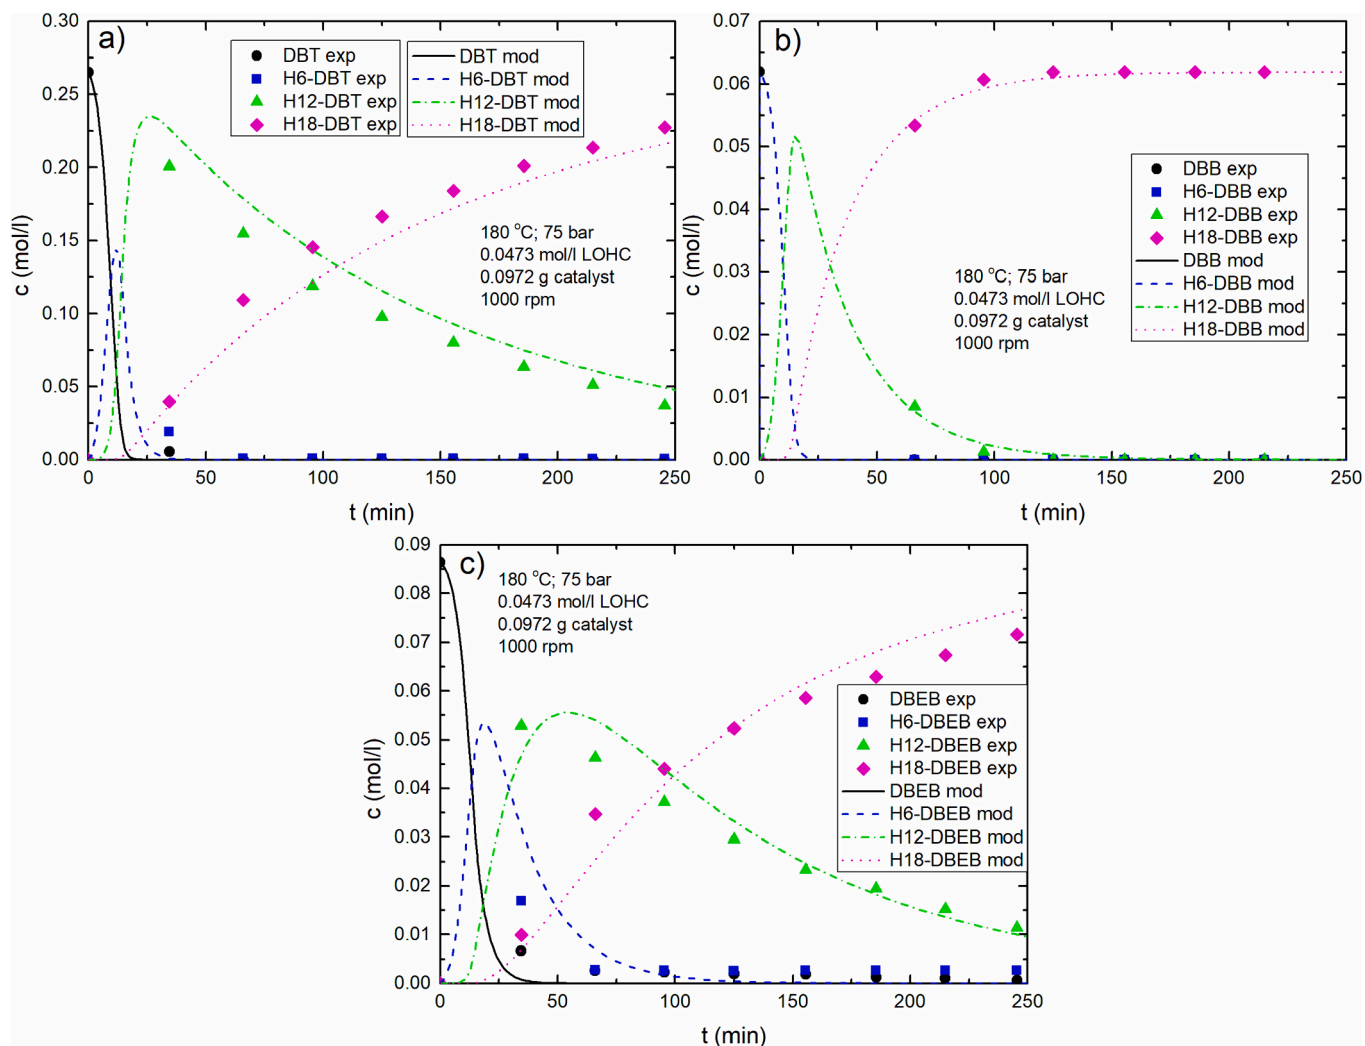 a)
0.30
0.25
0.20
0.15
0.10
0.05
0.00
c (mol/l)
DBT exp
H6-DBT exp
H12-DBT exp
H18-DBT exp
DBT mod
H6-DBT mod
H12-DBT mod
H18-DBT mod
180 °C; 75 bar
0.0473 mol/l LOHC
0.0972 g catalyst
1000 rpm
0 50 100 150 200 250
t (min)
b)
0.07
0.06
0.05
0.04
0.03
0.02
0.01
0.00
c (mol/l)
DBB exp
H6-DBB exp
H12-DBB exp
H18-DBB exp
DBB mod
H6-DBB mod
H12-DBB mod
H18-DBB mod
180 °C; 75 bar
0.0473 mol/l LOHC
0.0972 g catalyst
1000 rpm
0 50 100 150 200 250
t (min)
c)
0.09
0.08
0.07
0.06
0.05
0.04
0.03
0.02
0.01
0.00
c (mol/l)
180 °C; 75 bar
0.0473 mol/l LOHC
0.0972 g catalyst
1000 rpm
DBEB exp
H6-DBEB exp
H12-DBEB exp
H18-DBEB exp
DBEB mod
H6-DBEB mod
H12-DBEB mod
H18-DBEB mod
0 50 100 150 200 250
t (min)